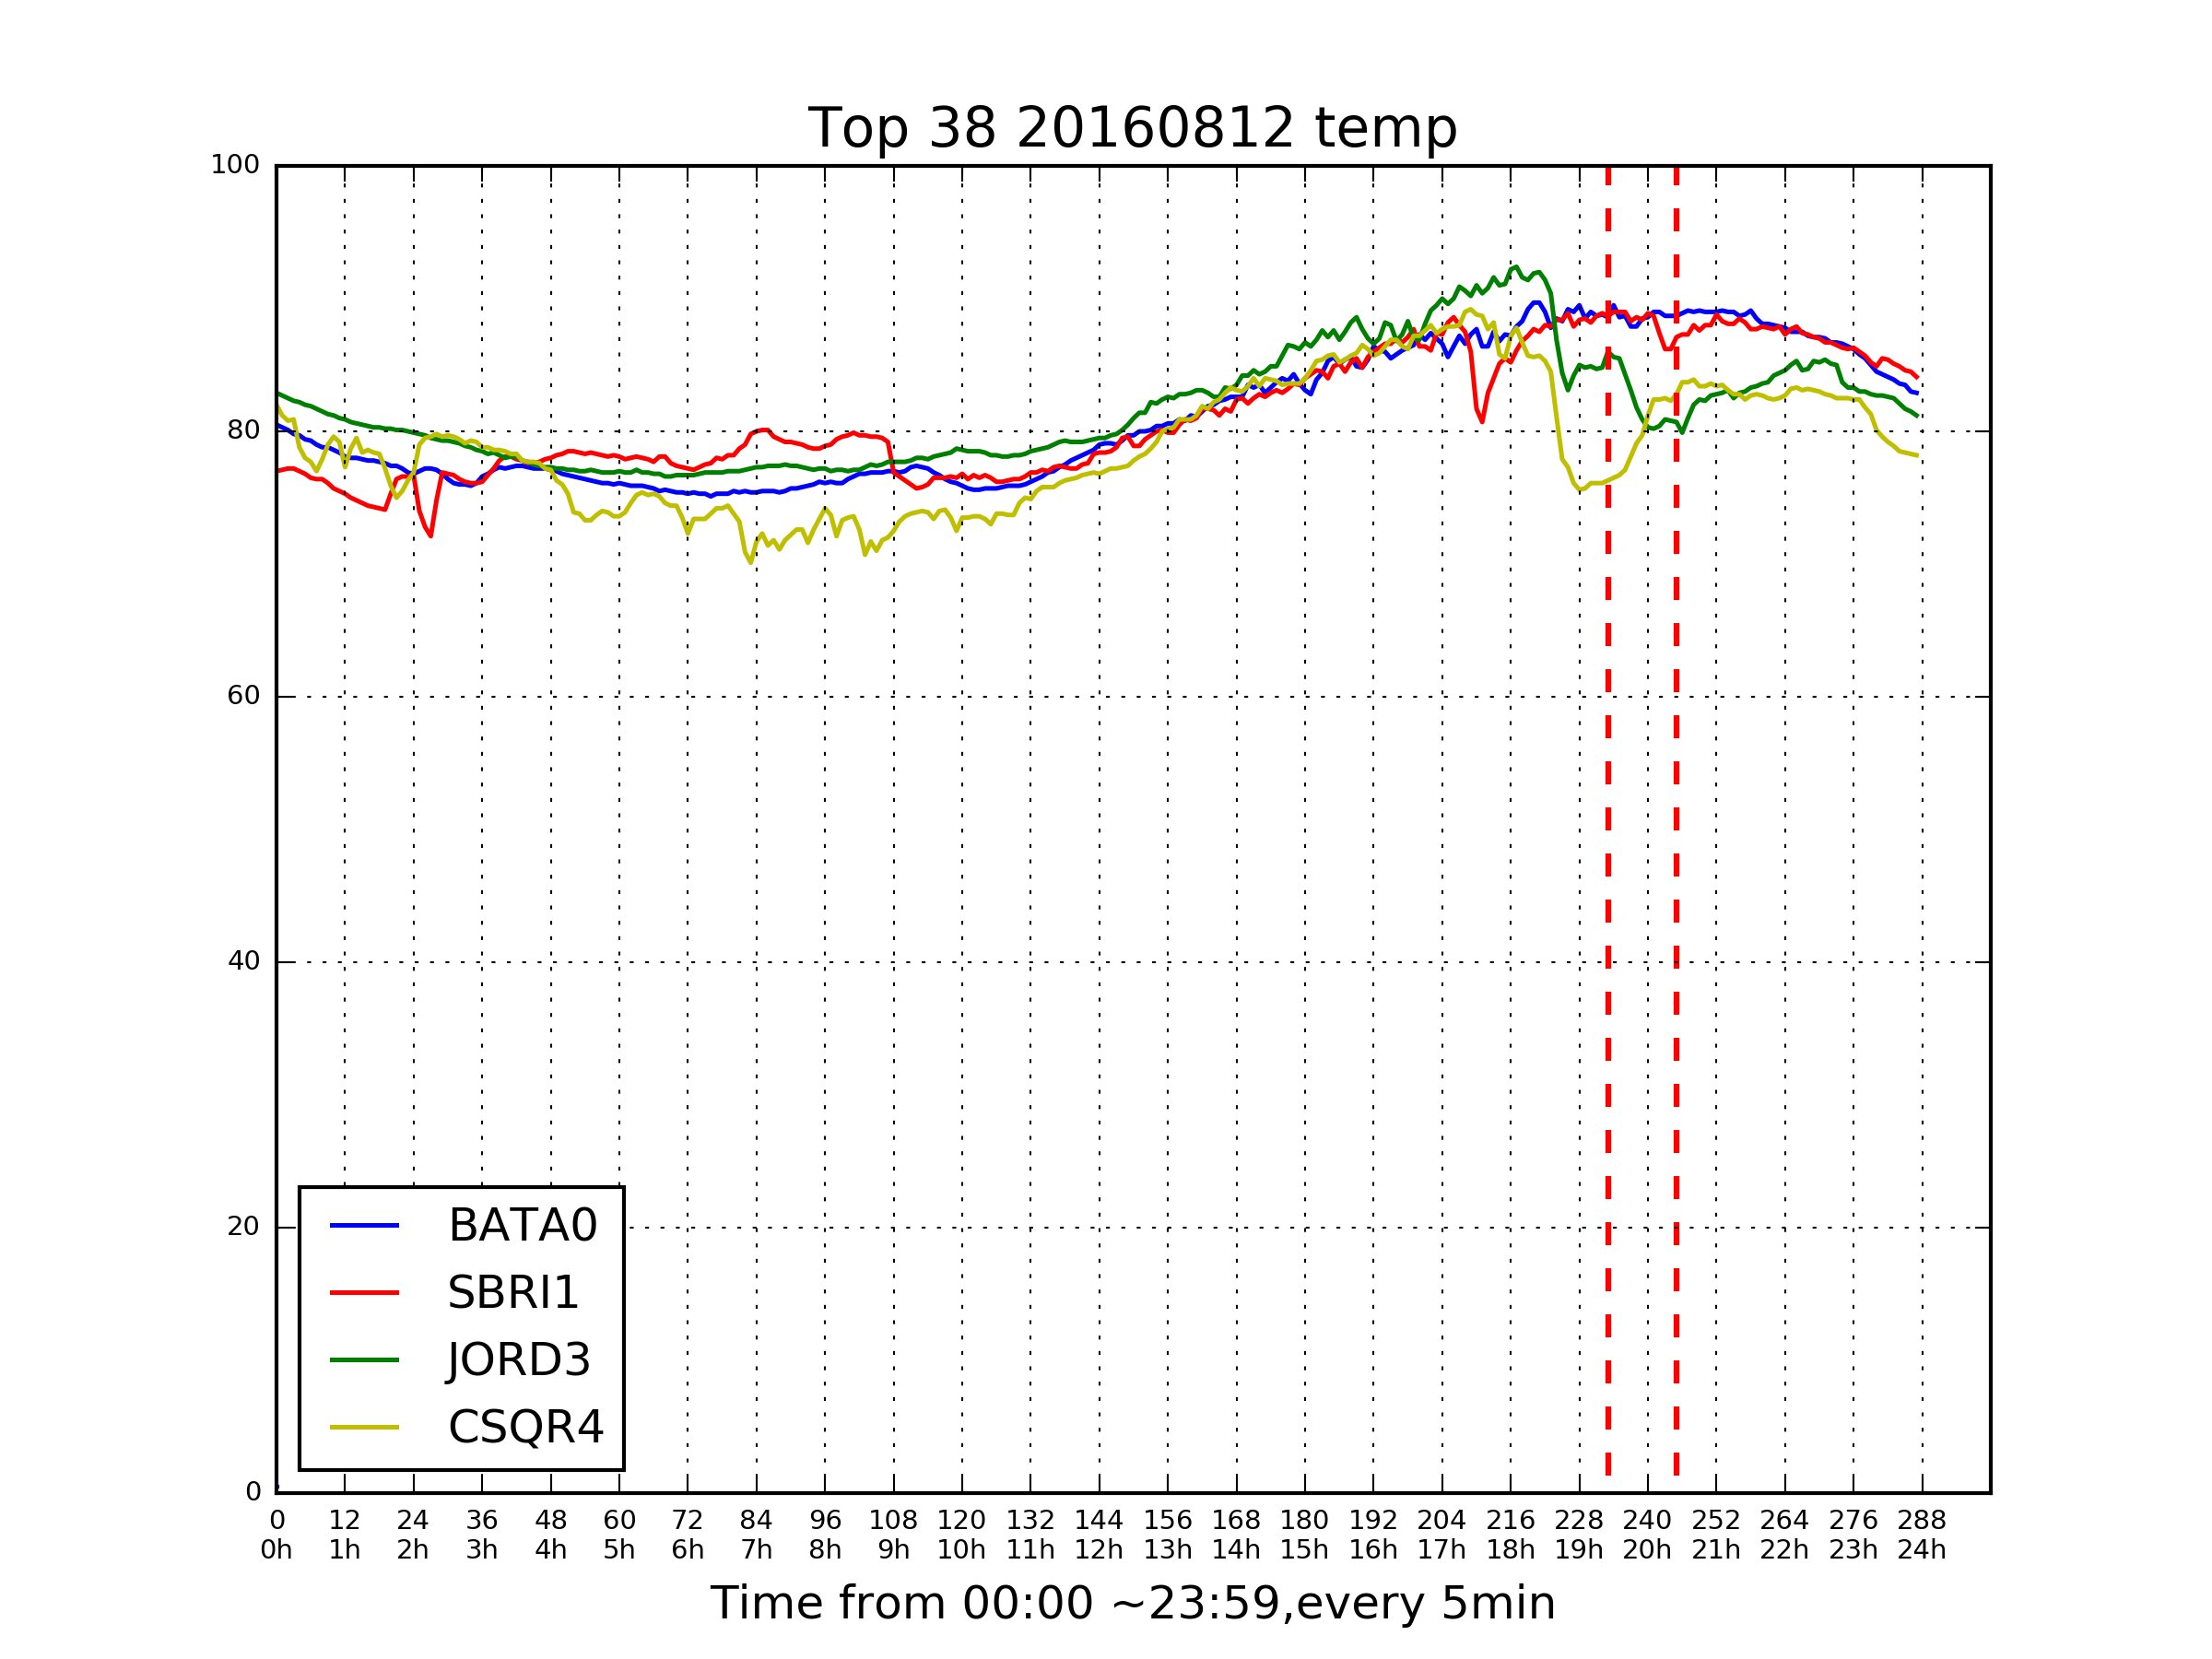 Top 38 20160812 temp
100
80
60
40
20
0
BATA0
SBRI1
JORD3
CSQR4
0 12 24 36 48 60 72 84 96 108 120 132 144 156 168 180 192 204 216 228 240 252 264 276 288
0h 1h 2h 3h 4h 5h 6h 7h 8h 9h 10h 11h 12h 13h 14h 15h 16h 17h 18h 19h 20h 21h 22h 23h 24h
Time from 00:00 ~23:59,every 5min